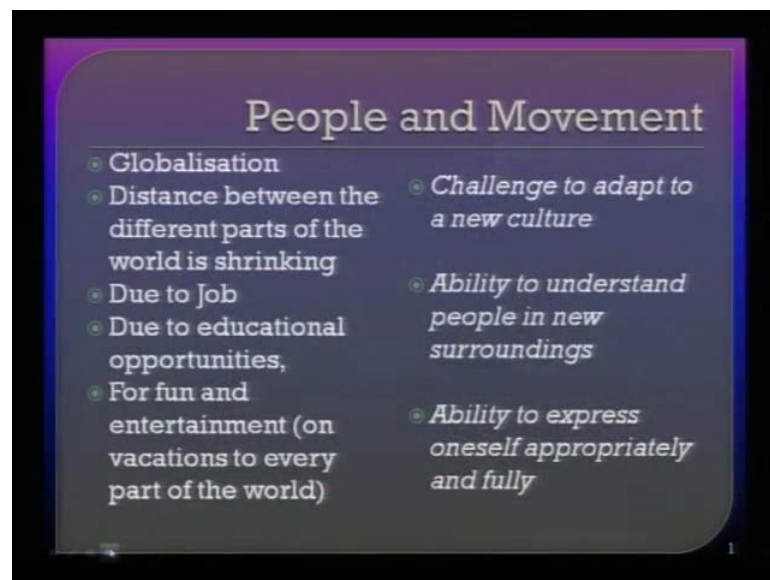 People and Movement
Globalisation
Distance between the
different parts of the
world is shrinking
Due to Job
Due to educational
opportunities,
For fun and
entertainment (on
vacations to every
part of the world)
Challenge to adapt to
a new culture
Ability to understand
people in new
surroundings
Ability to express
oneself appropriately
and fully
1